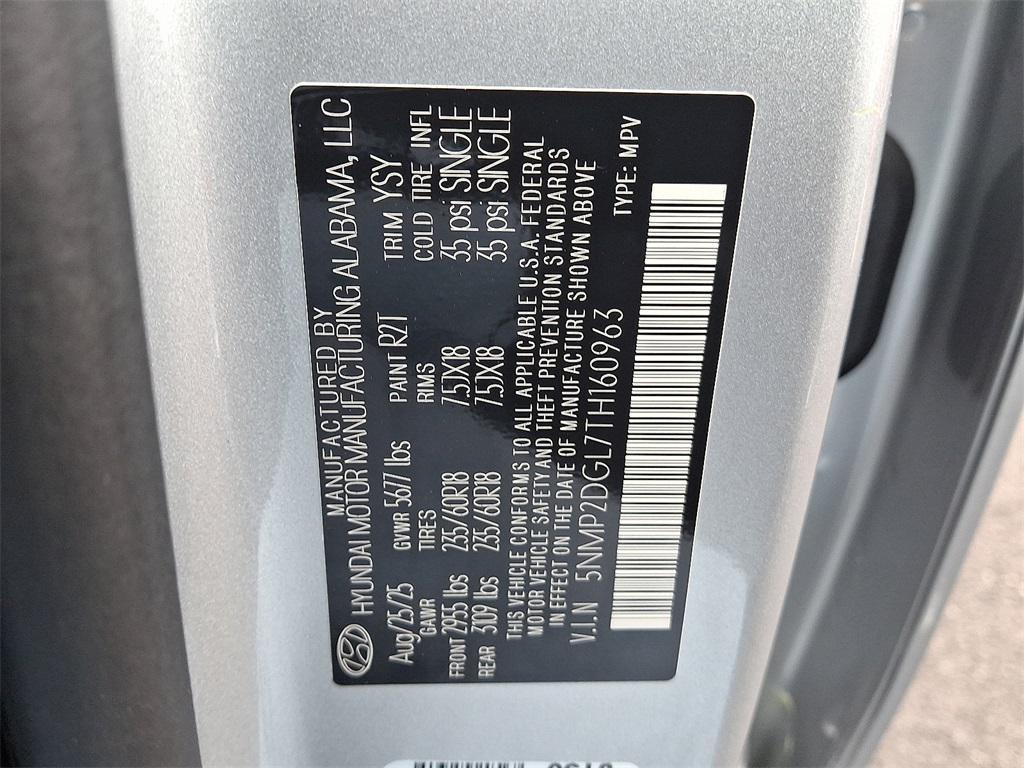 MANUFACTURED BY
HYUNDAI MOTOR MANUFACTURING ALABAMA, LLC
Aug/25/25 GVWR 5677 lbs PAINT R2T TRIM YSY
GAWR TIRES RIMS COLD TIRE INFL
FRONT 2955 lbs 235/60R18 7.5JX18 35 psi SINGLE
REAR 3109 lbs 235/60R18 7.5JX18 35 psi SINGLE
THIS VEHICLE CONFORMS TO ALL APPLICABLE U.S.A. FEDERAL
MOTOR VEHICLE SAFETY AND THEFT PREVENTION STANDARDS
IN EFFECT ON THE DATE OF MANUFACTURE SHOWN ABOVE
V.I.N 5NMP2DGL7TH160963 TYPE: MPV